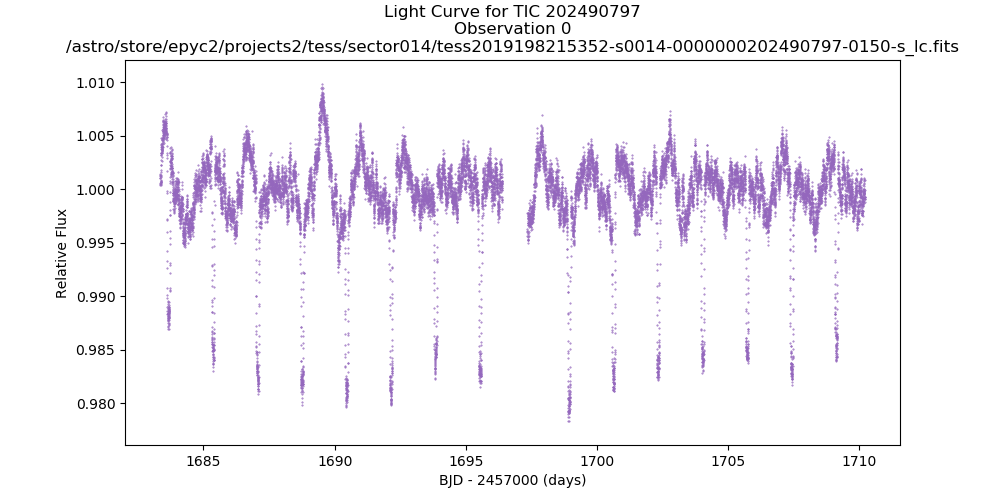 Light Curve for TIC 202490797
Observation 0
/astro/store/epyc2/projects2/tess/sector014/tess2019198215352-s0014-0000000202490797-0150-s_lc.fits
1.010
1.005
1.000
0.995
0.990
0.985
0.980
Relative Flux
1685
1690
1695
1700
1705
1710
BJD - 2457000 (days)